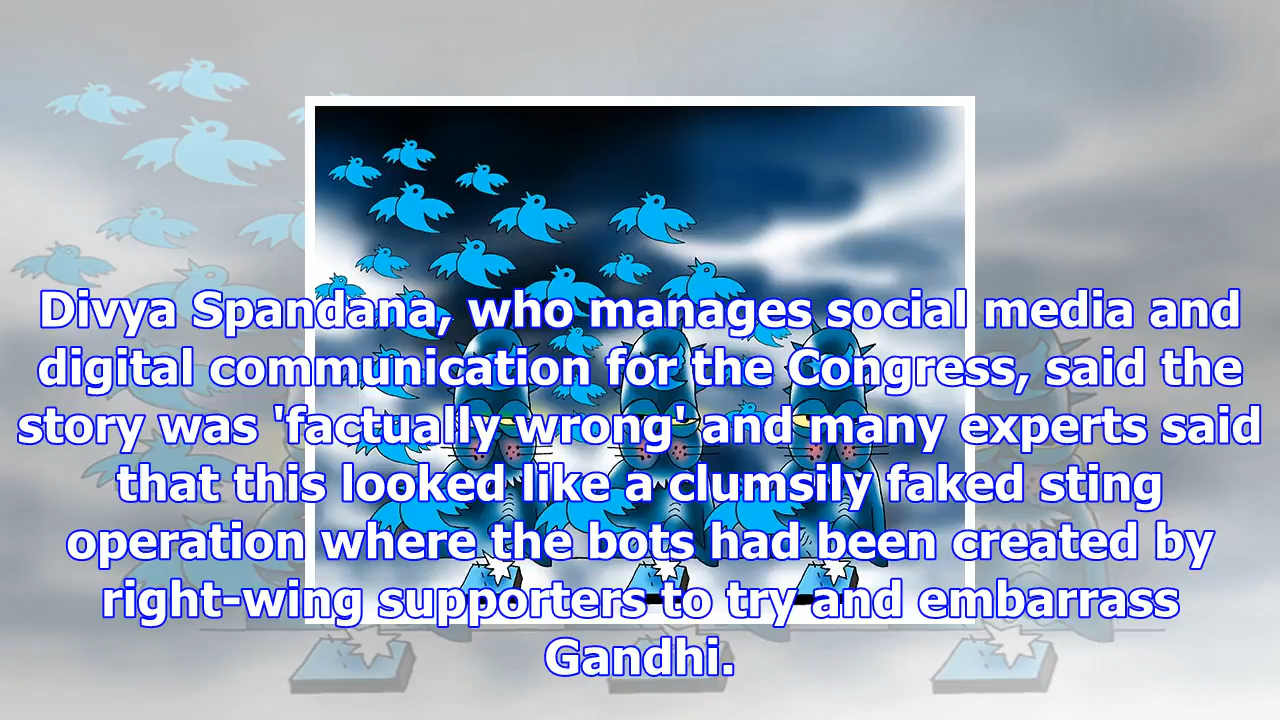 Divya Spandana, who manages social media and
digital communication for the Congress, said the
story was 'factually wrong' and many experts said
that this looked like a clumsily faked sting
operation where the bots had been created by
right-wing supporters to try and embarrass
Gandhi.